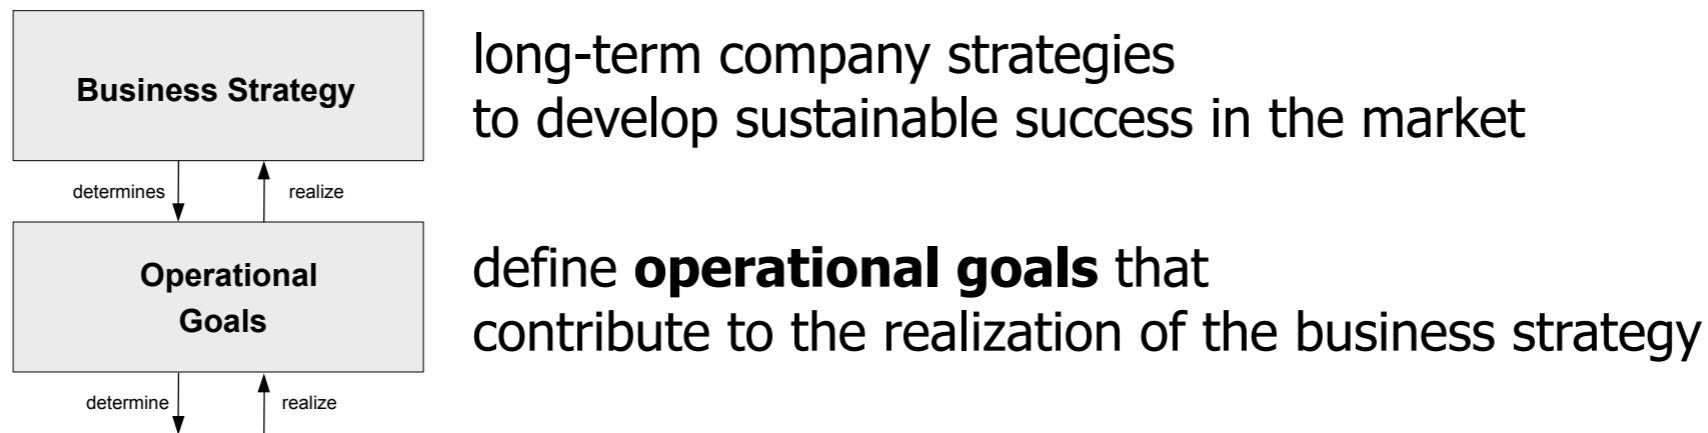 Business Strategy
long-term company strategies
to develop sustainable success in the market
determines
realize
Operational
Goals
define operational goals that
contribute to the realization of the business strategy
determine
realize